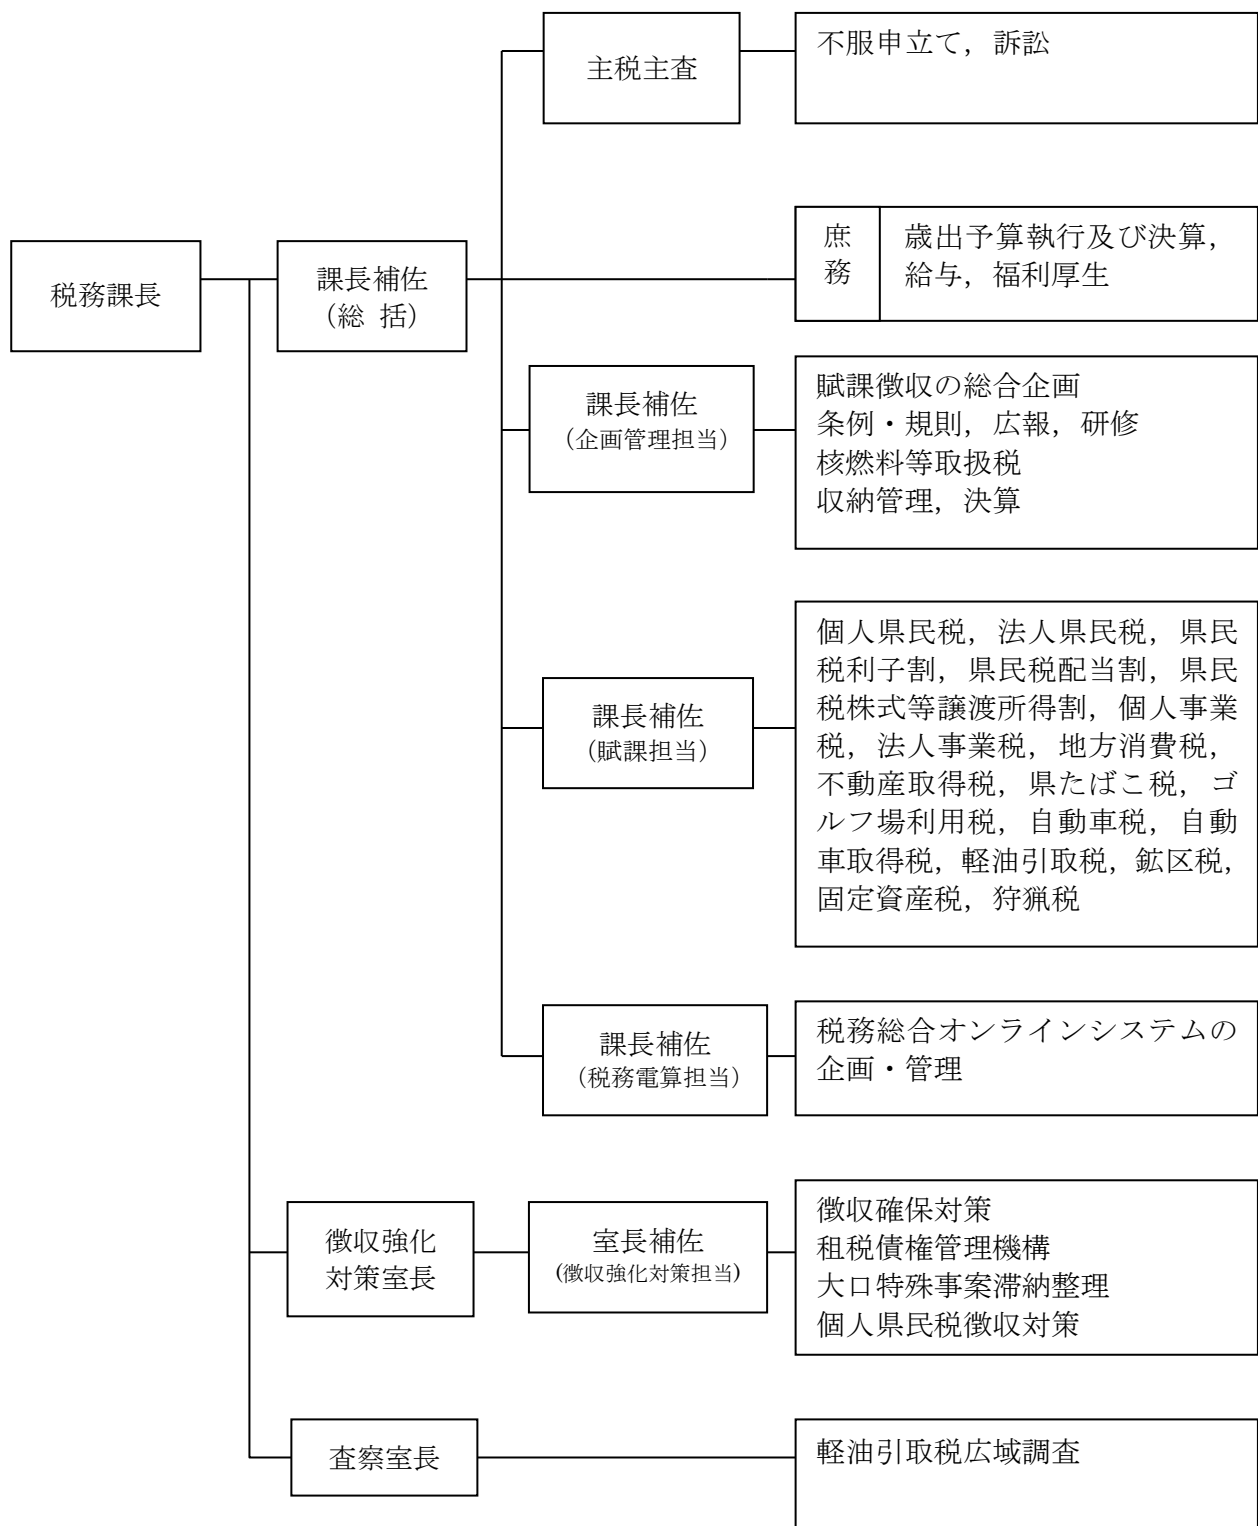 主税主査
不服申立て，訴訟
税務課長
課長補佐
（総 括）
庶
務
歳出予算執行及び決算，
給与，福利厚生
課長補佐
（企画管理担当）
賦課徴収の総合企画
条例・規則，広報，研修
核燃料等取扱税
収納管理，決算
課長補佐
（賦課担当）
個人県民税，法人県民税，県民
税利子割，県民税配当割，県民
税株式等譲渡所得割，個人事業
税，法人事業税，地方消費税，
不動産取得税，県たばこ税，ゴ
ルフ場利用税，自動車税，自動
車取得税，軽油引取税，鉱区税，
固定資産税，狩猟税
課長補佐
（税務電算担当）
税務総合オンラインシステムの
企画・管理
徴収強化
対策室長
室長補佐
(徴収強化対策担当)
徴収確保対策
租税債権管理機構
大口特殊事案滞納整理
個人県民税徴収対策
査察室長
軽油引取税広域調査